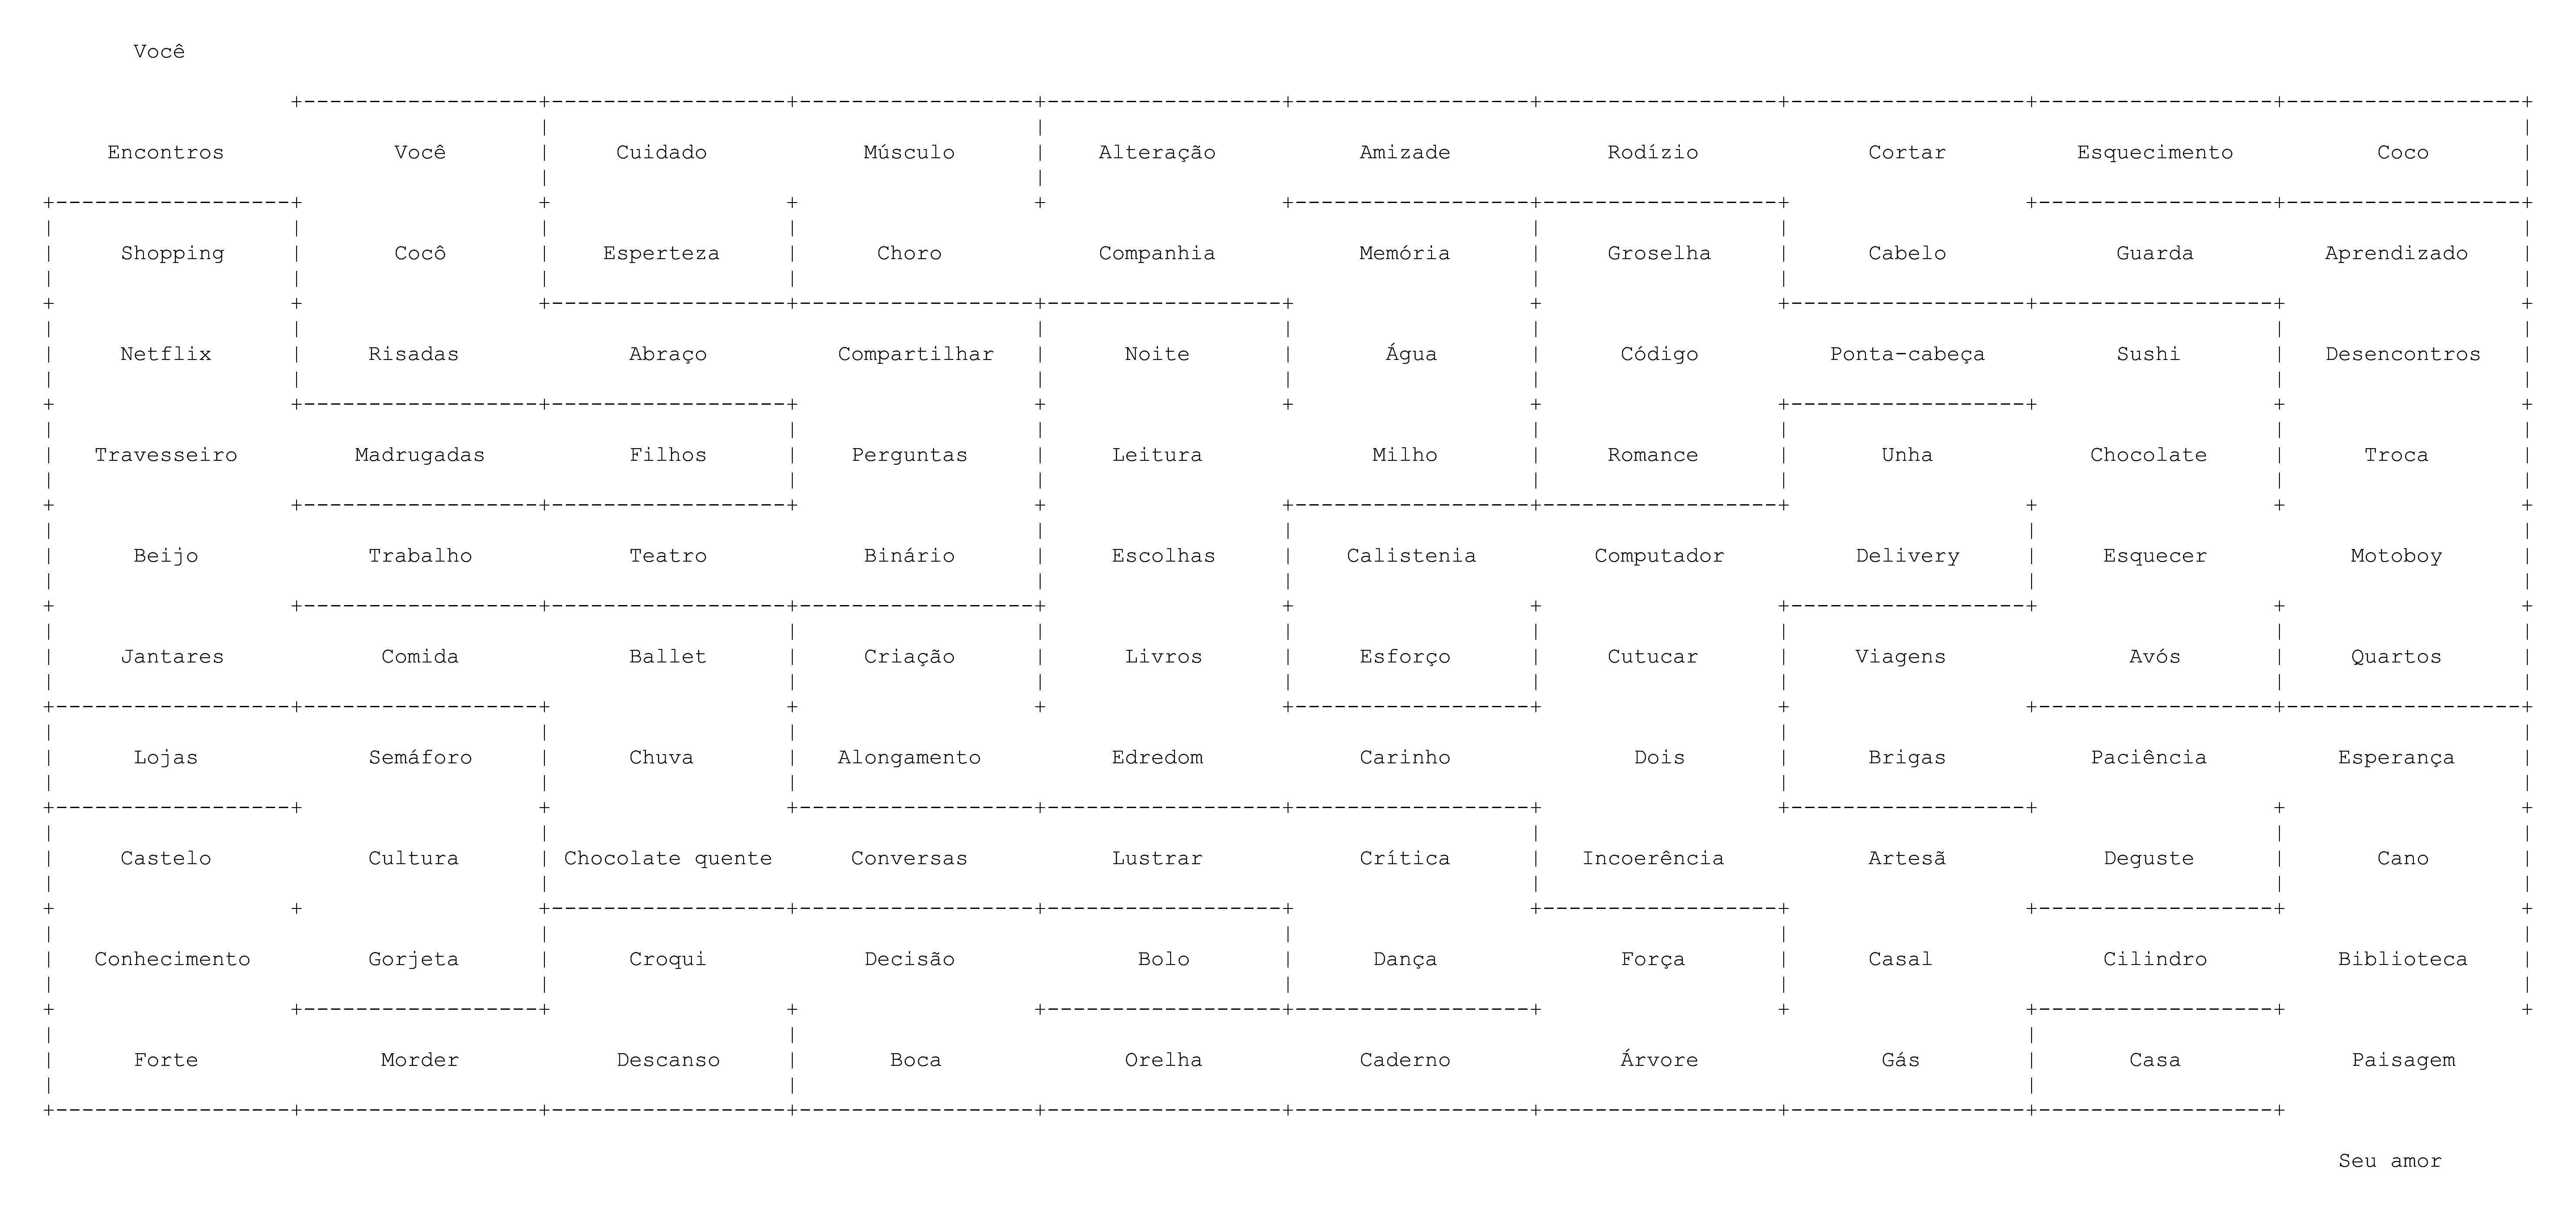 Você
Encontros Você Cuidado Músculo Alteração Amizade Rodízio Cortar Esquecimento Coco
Shopping Cocô Esperteza Choro Companhia Memória Groselha Cabelo Guarda Aprendizado
Netflix Risadas Abraço Compartilhar Noite Água Código Ponta-cabeça Sushi Desencontros
Travesseiro Madrugadas Filhos Perguntas Leitura Milho Romance Unha Chocolate Troca
Beijo Trabalho Teatro Binário Escolhas Calistenia Computador Delivery Esquecer Motoboy
Jantares Comida Ballet Criação Livros Esforço Cutucar Viagens Avós Quartos
Lojas Semáforo Chuva Alongamento Edredom Carinho Dois Brigas Paciência Esperança
Castelo Cultura Chocolate quente Conversas Lustrar Crítica Incoerência Artesã Deguste Cano
Conhecimento Gorjeta Croqui Decisão Bolo Dança Força Casal Cilindro Biblioteca
Forte Morder Descanso Boca Orelha Caderno Árvore Gás Casa Paisagem
Seu amor